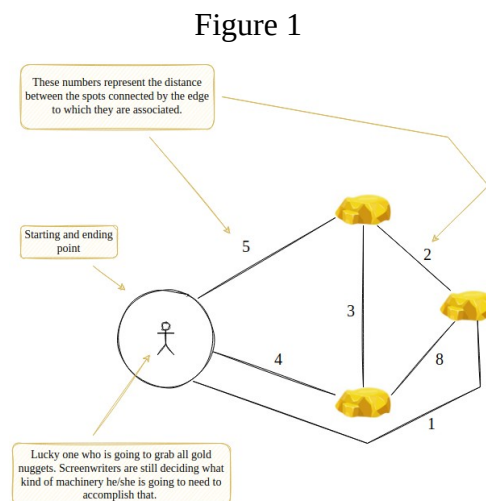 Figure 1
These numbers represent the distance
between the spots connected by the edge
to which they are associated.
Starting and ending
point
5
2
3
4
8
1
Lucky one who is going to grab all gold
nuggets. Screenwriters are still deciding what
kind of machinery he/she is going to need to
accomplish that.